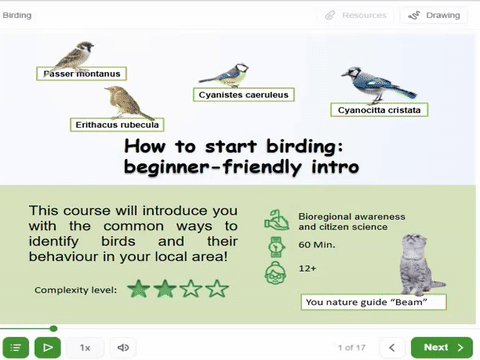 Birding
Resources
Drawing
Passer montanus
Cyanistes caeruleus
Cyanocitta cristata
Erithacus rubecula
How to start birding:
beginner-friendly intro
This course will introduce you
with the common ways to
identify birds and their
behaviour in your local area!
Complexity level:
Bioregional awareness
and citizen science
60 Min.
12+
You nature guide “Beam”
1x
1 of 17
Next